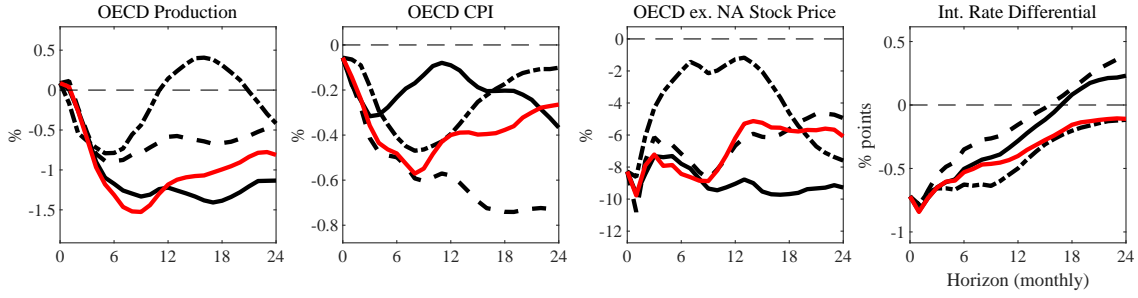 OECD Production
0.5
0
-0.5
-1
-1.5
%
0 6 12 18 24
OECD CPI
0
-0.2
-0.4
-0.6
-0.8
%
0 6 12 18 24
OECD ex. NA Stock Price
0
-2
-4
-6
-8
-10
-12
%
0 6 12 18 24
Int. Rate Differential
0.5
0
-0.5
-1
% points
0 6 12 18 24
Horizon (monthly)